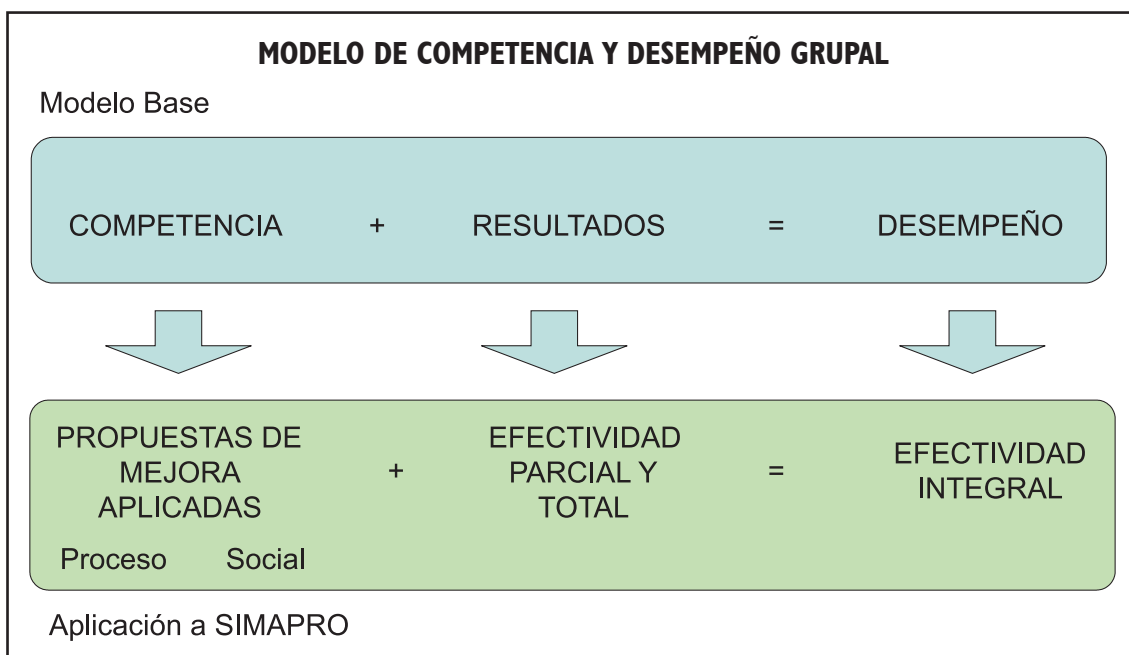 MODELO DE COMPETENCIA Y DESEMPEÑO GRUPAL
Modelo Base
COMPETENCIA + RESULTADOS = DESEMPEÑO
PROPUESTAS DE MEJORA APLICADAS + EFECTIVIDAD PARCIAL Y TOTAL = EFECTIVIDAD INTEGRAL
Proceso Social
Aplicación a SIMAPRO